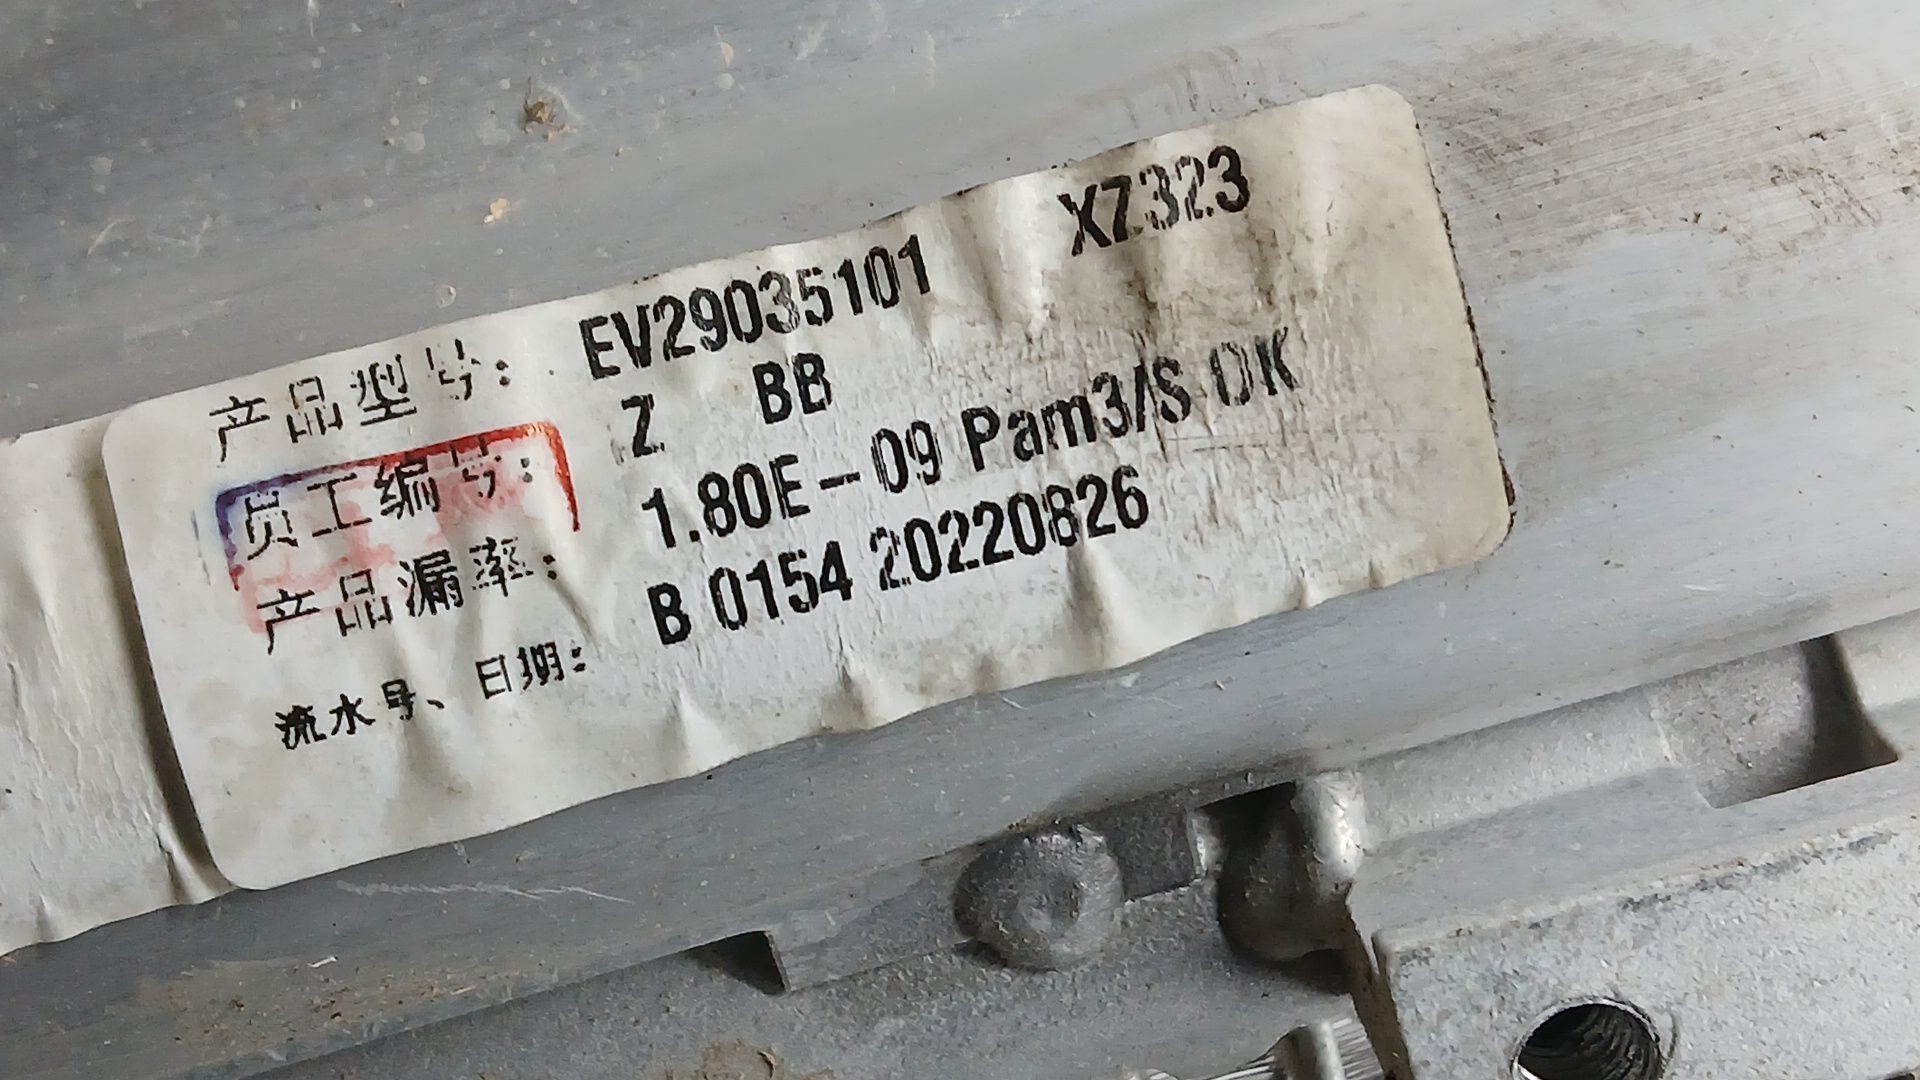 产品型号: EV29035101 X7323
员工编号: Z BB
产品漏率: 1.80E-09 Pam3/S OK
流水号、日期: B 0154 20220826